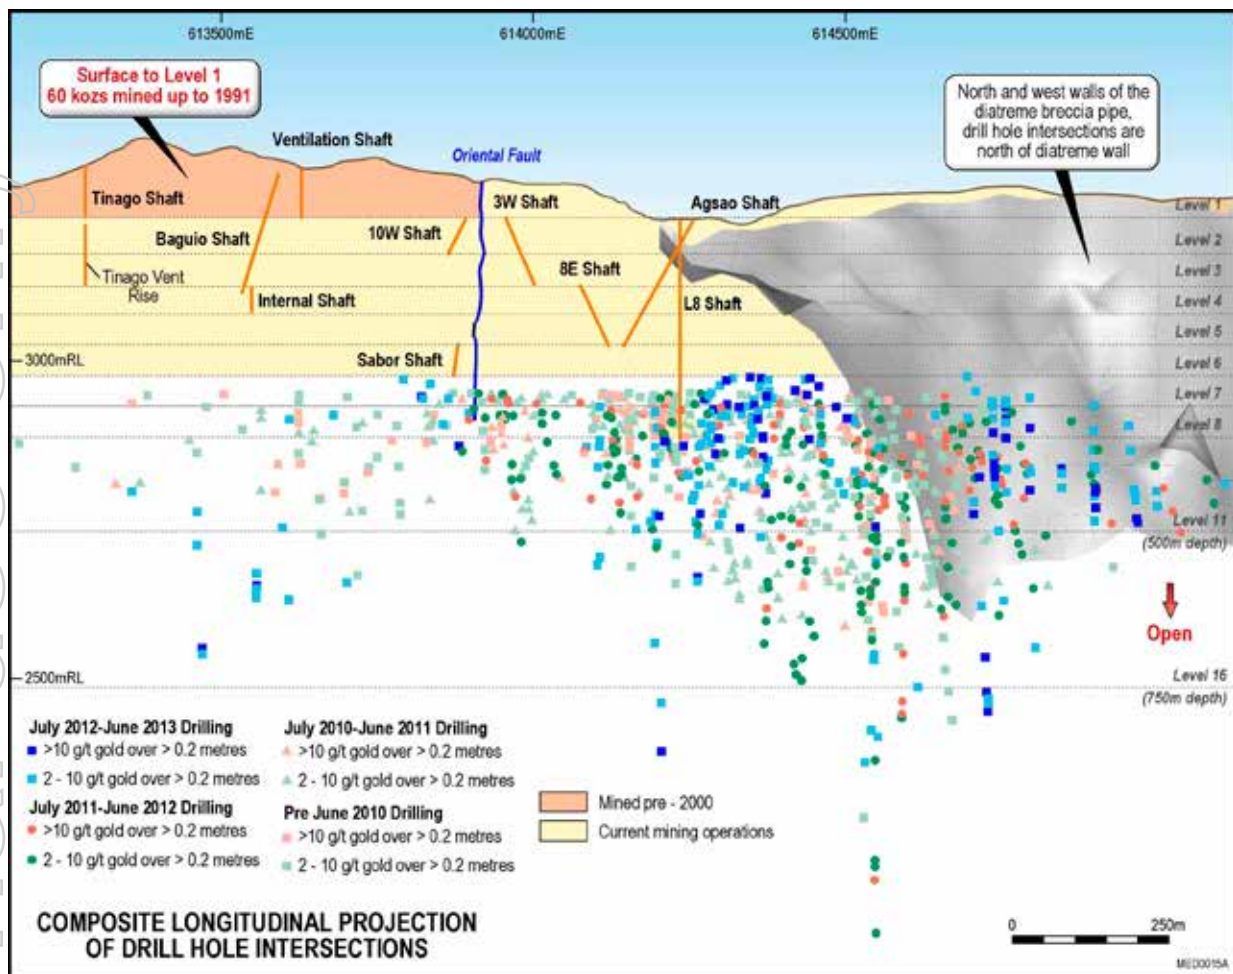 613500mE
614000mE
614500mE
Surface to Level 1
60 kozs mined up to 1991
North and west walls of the
diatreme breccia pipe,
drill hole intersections are
north of diatreme wall
Ventilation Shaft
Oriental Fault
Tinago Shaft
3W Shaft
Agsao Shaft
Level 1
Baguio Shaft
10W Shaft
Level 2
Tinago Vent
Rise
8E Shaft
Level 3
Internal Shaft
L8 Shaft
Level 4
Level 5
3000mRL
Sabor Shaft
Level 6
Level 7
Level 8
Level 11
(500m depth)
Open
2500mRL
Level 16
(750m depth)
July 2012-June 2013 Drilling
>10 g/t gold over > 0.2 metres
2 - 10 g/t gold over > 0.2 metres
July 2011-June 2012 Drilling
>10 g/t gold over > 0.2 metres
2 - 10 g/t gold over > 0.2 metres
July 2010-June 2011 Drilling
>10 g/t gold over > 0.2 metres
2 - 10 g/t gold over > 0.2 metres
Pre June 2010 Drilling
>10 g/t gold over > 0.2 metres
2 - 10 g/t gold over > 0.2 metres
Mined pre - 2000
Current mining operations
COMPOSITE LONGITUDINAL PROJECTION
OF DRILL HOLE INTERSECTIONS
0 250m
MED0015A